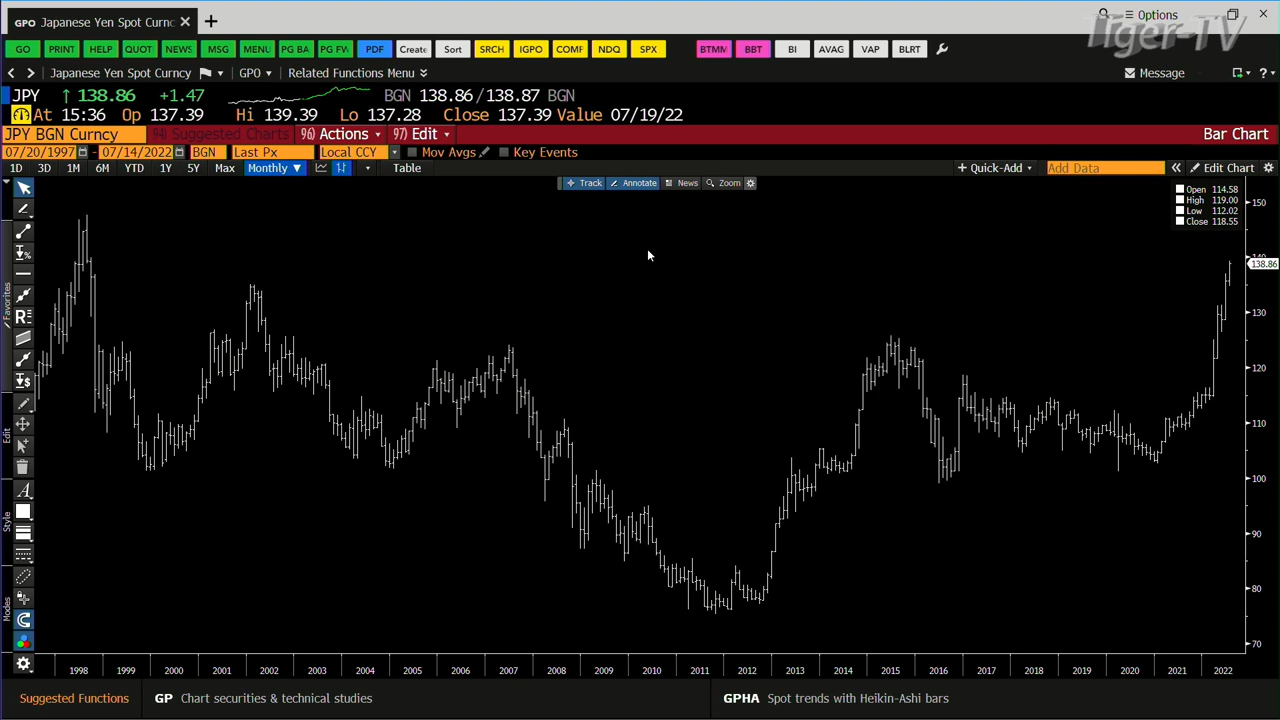 GPO Japanese Yen Spot Curnc × +
Options
Tiger-TV
GO PRINT HELP QUOT NEWS MSG MENU PG BA PG FW PDF Create Sort SRCH IGPO COMF NDQ SPX BTMM BBT BI AVAG VAP BLRT
Japanese Yen Spot Curncy GPO Related Functions Menu Message ?
JPY ↑ 138.86 +1.47 BGN 138.86/138.87 BGN
At 15:36 Op 137.39 Hi 139.39 Lo 137.28 Close 137.39 Value 07/19/22
JPY BGN Curncy 94) Suggested Charts 96) Actions 97) Edit Bar Chart
07/20/1997 - 07/14/2022 BGN Last Px Local CCY Mov Avgs Key Events
1D 3D 1M 6M YTD 1Y 5Y Max Monthly ▼ Table + Quick-Add Add Data « Edit Chart
Track Annotate News Zoom
Open 114.58
High 119.00
Low 112.02
Close 118.55
150
140
138.86
130
120
110
100
90
80
70
Favorites
Edit
Style
Modes
1998 1999 2000 2001 2002 2003 2004 2005 2006 2007 2008 2009 2010 2011 2012 2013 2014 2015 2016 2017 2018 2019 2020 2021 2022
Suggested Functions GP Chart securities & technical studies GPHA Spot trends with Heikin-Ashi bars